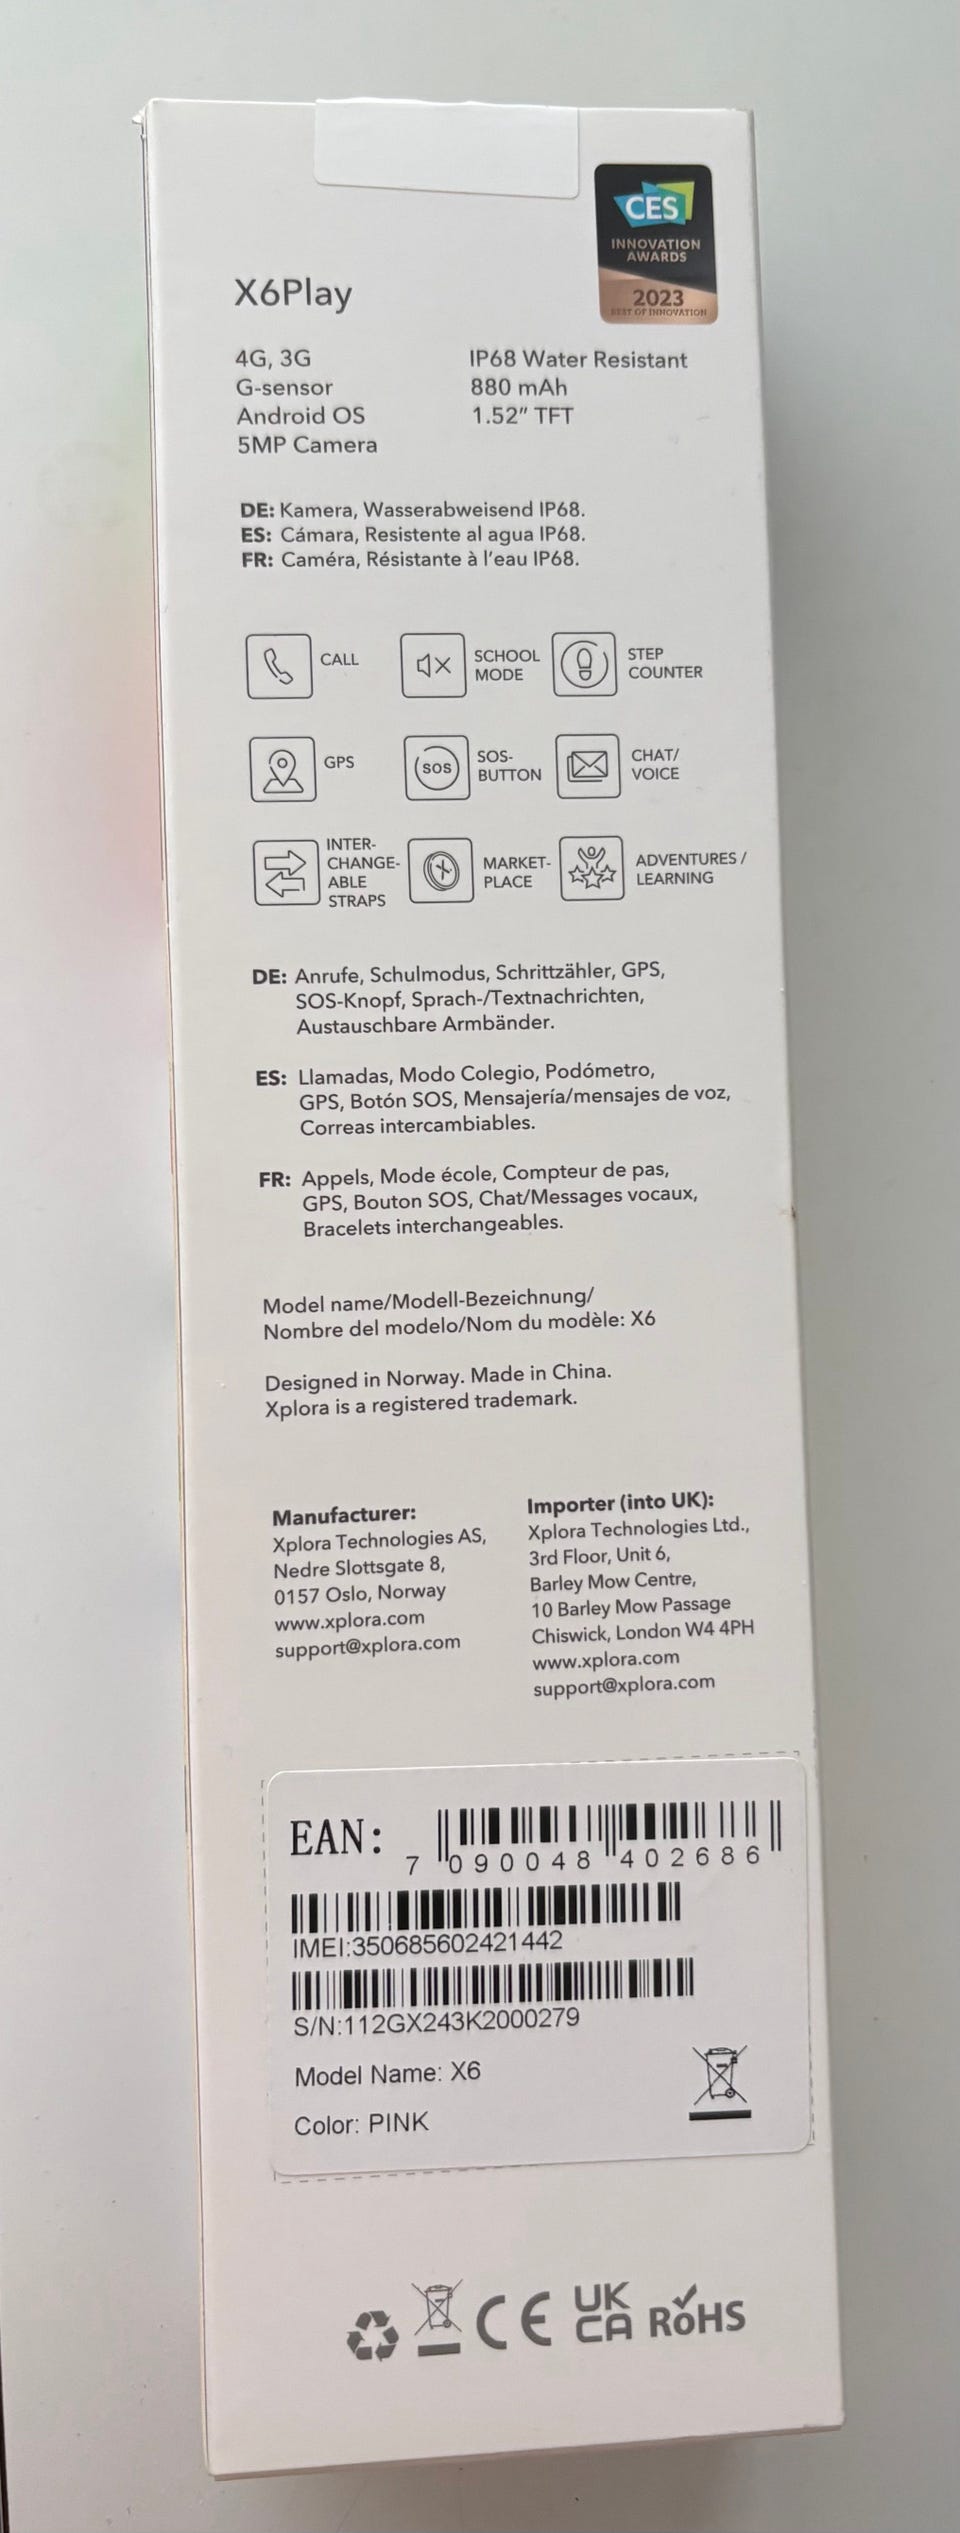 CES
INNOVATION
AWARDS
2023
BEST OF INNOVATION
X6Play
4G, 3G
G-sensor
Android OS
5MP Camera
IP68 Water Resistant
880 mAh
1.52″ TFT
DE: Kamera, Wasserabweisend IP68.
ES: Cámara, Resistente al agua IP68.
FR: Caméra, Résistante à l'eau IP68.
CALL
SCHOOL
MODE
STEP
COUNTER
GPS
SOS
SOS-
BUTTON
CHAT/
VOICE
INTER-
CHANGE-
ABLE
STRAPS
MARKET-
PLACE
ADVENTURES /
LEARNING
DE: Anrufe, Schulmodus, Schrittzähler, GPS,
SOS-Knopf, Sprach-/Textnachrichten,
Austauschbare Armbänder.
ES: Llamadas, Modo Colegio, Podómetro,
GPS, Botón SOS, Mensajería/mensajes de voz,
Correas intercambiables.
FR: Appels, Mode école, Compteur de pas,
GPS, Bouton SOS, Chat/Messages vocaux,
Bracelets interchangeables.
Model name/Modell-Bezeichnung/
Nombre del modelo/Nom du modèle: X6
Designed in Norway. Made in China.
Xplora is a registered trademark.
Manufacturer:
Xplora Technologies AS,
Nedre Slottsgate 8,
0157 Oslo, Norway
www.xplora.com
support@xplora.com
Importer (into UK):
Xplora Technologies Ltd.,
3rd Floor, Unit 6,
Barley Mow Centre,
10 Barley Mow Passage
Chiswick, London W4 4PH
www.xplora.com
support@xplora.com
EAN:
7 090048 402686
IMEI:350685602421442
S/N:112GX243K2000279
Model Name: X6
Color: PINK
CE
UK
CA
RoHS